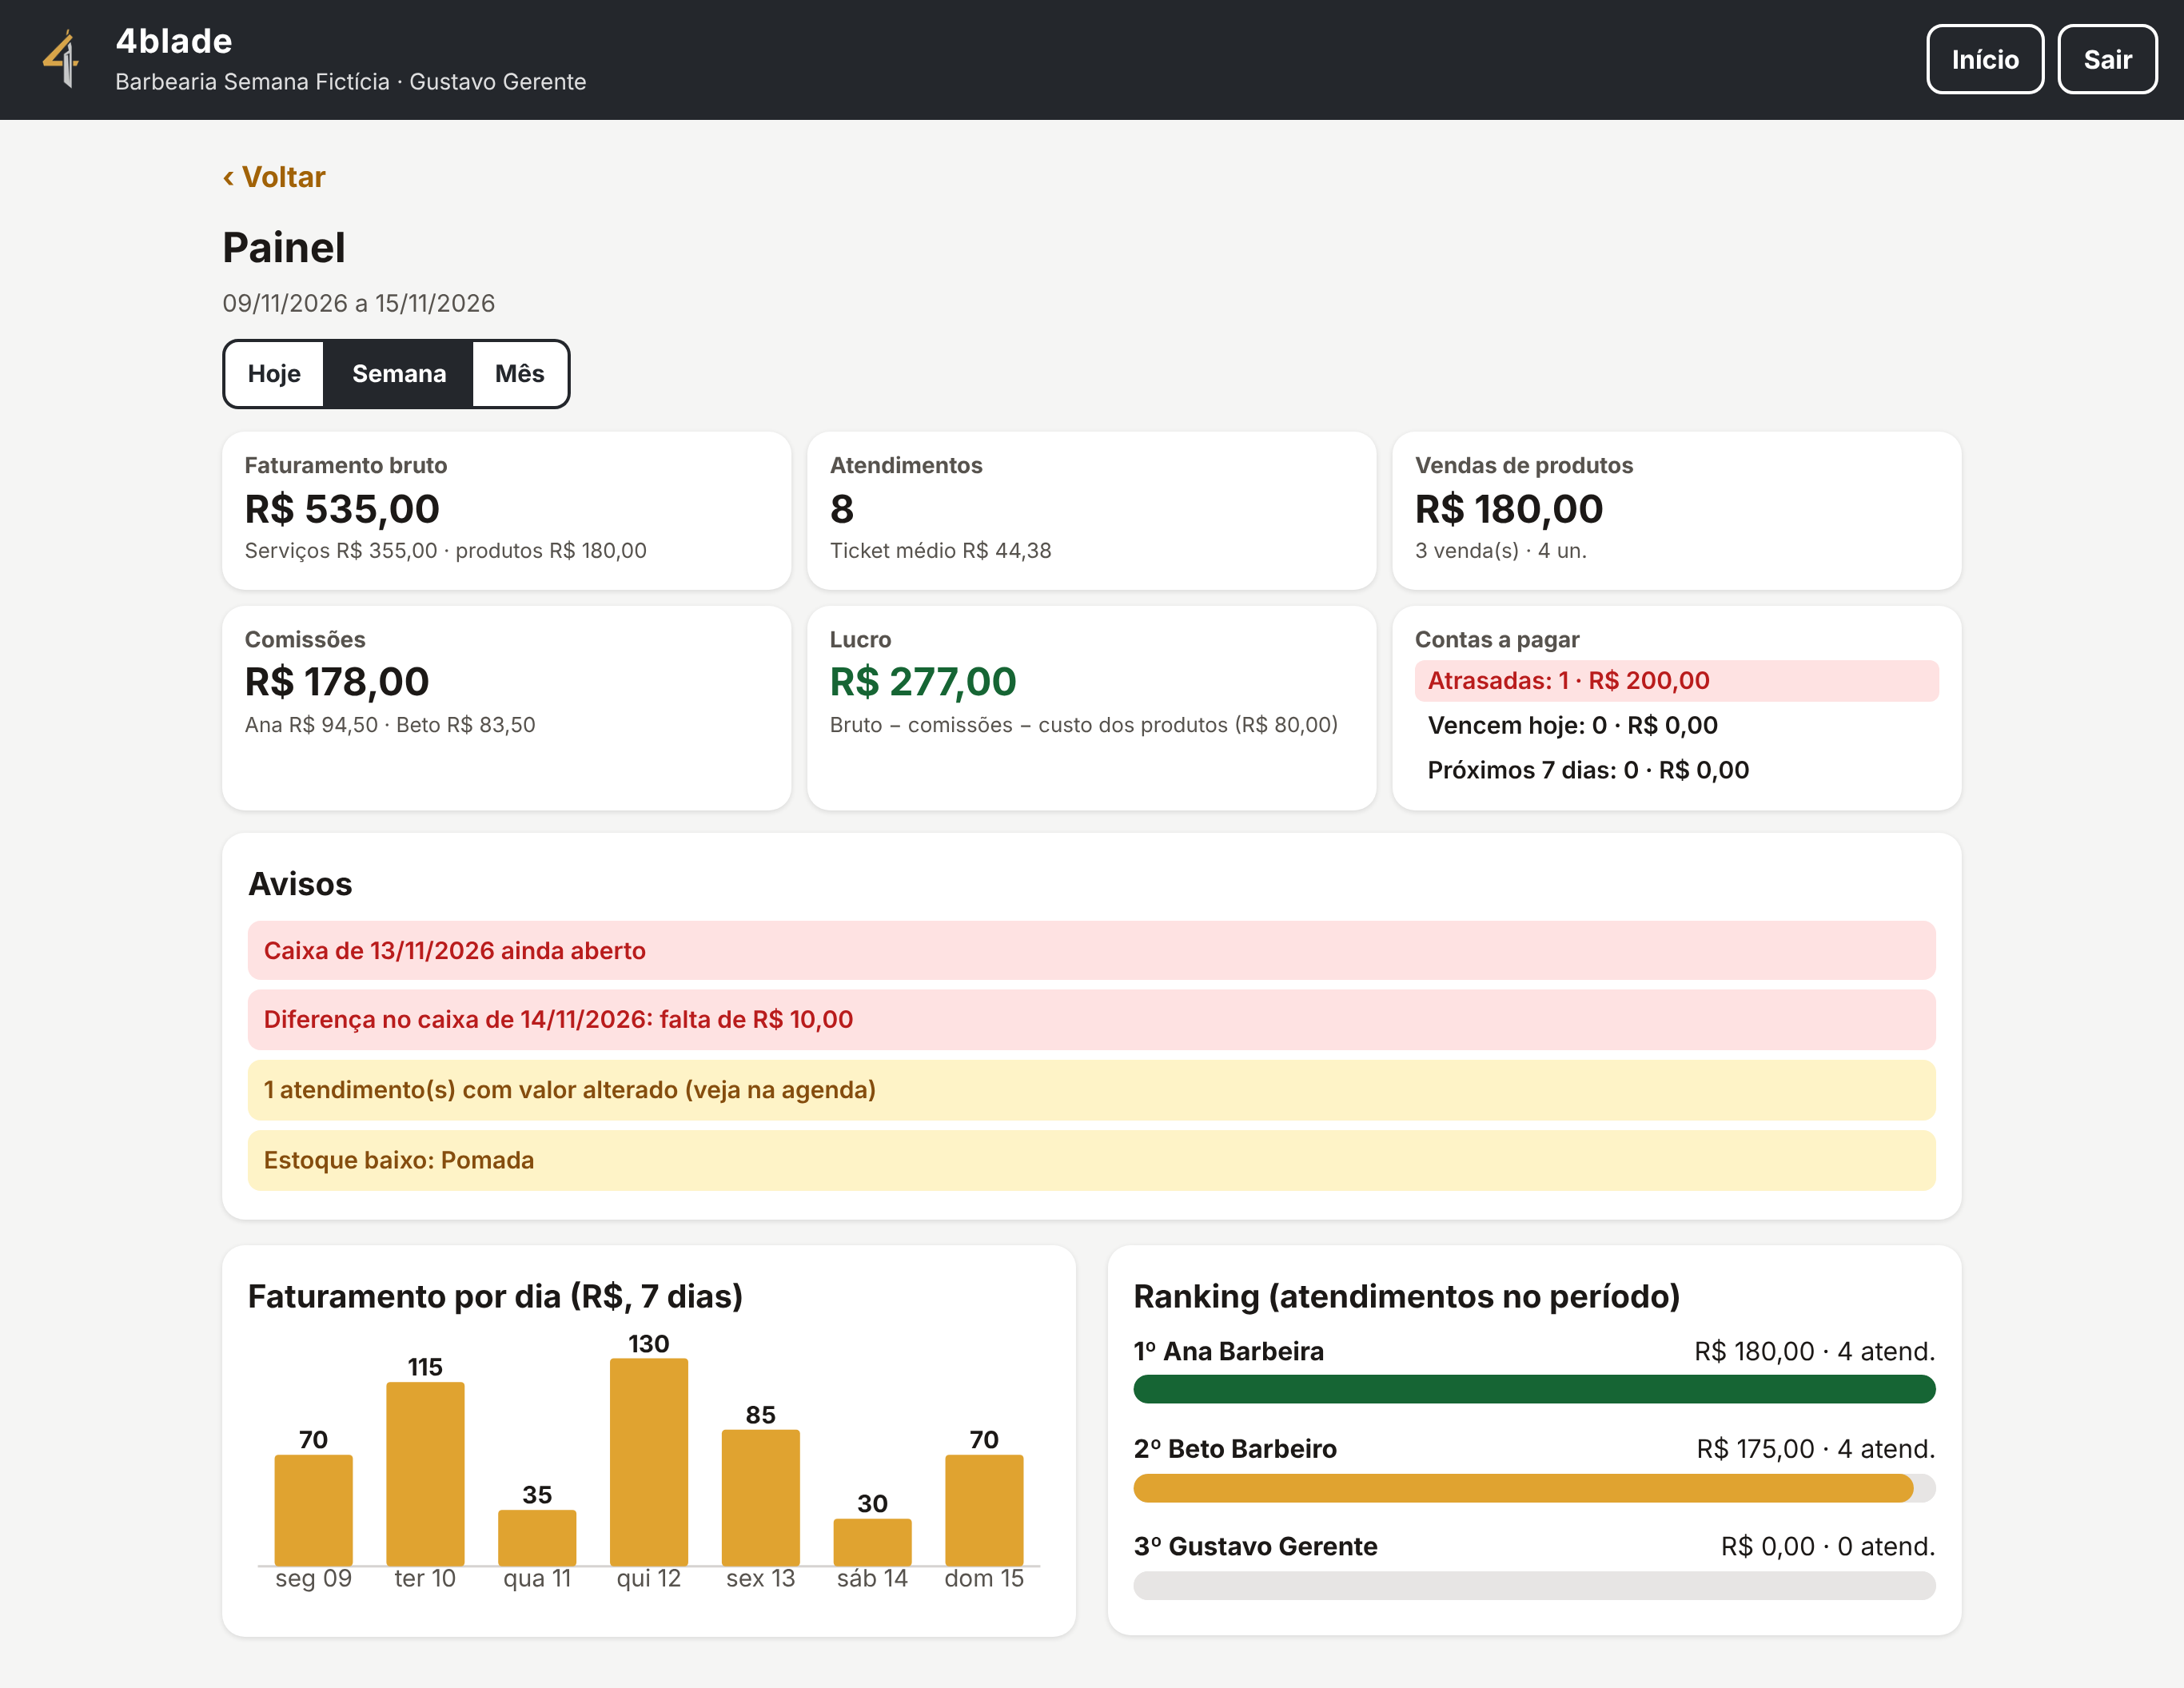 4blade
Barbearia Semana Fictícia · Gustavo Gerente
Início
Sair
‹ Voltar
Painel
09/11/2026 a 15/11/2026
Hoje
Semana
Mês
Faturamento bruto
R$ 535,00
Serviços R$ 355,00 · produtos R$ 180,00
Atendimentos
8
Ticket médio R$ 44,38
Vendas de produtos
R$ 180,00
3 venda(s) · 4 un.
Comissões
R$ 178,00
Ana R$ 94,50 · Beto R$ 83,50
Lucro
R$ 277,00
Bruto − comissões − custo dos produtos (R$ 80,00)
Contas a pagar
Atrasadas: 1 · R$ 200,00
Vencem hoje: 0 · R$ 0,00
Próximos 7 dias: 0 · R$ 0,00
Avisos
Caixa de 13/11/2026 ainda aberto
Diferença no caixa de 14/11/2026: falta de R$ 10,00
1 atendimento(s) com valor alterado (veja na agenda)
Estoque baixo: Pomada
Faturamento por dia (R$, 7 dias)
70
115
35
130
85
30
70
seg 09
ter 10
qua 11
qui 12
sex 13
sáb 14
dom 15
Ranking (atendimentos no período)
1º Ana Barbeira
R$ 180,00 · 4 atend.
2º Beto Barbeiro
R$ 175,00 · 4 atend.
3º Gustavo Gerente
R$ 0,00 · 0 atend.